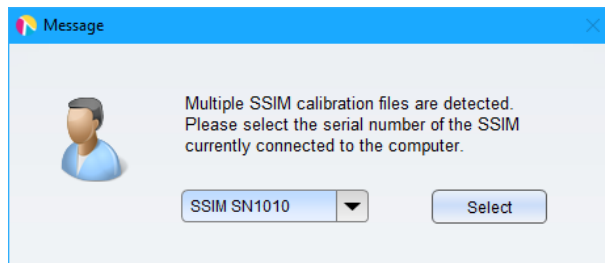 Message
Multiple SSIM calibration files are detected.
Please select the serial number of the SSIM
currently connected to the computer.
SSIM SN1010
Select